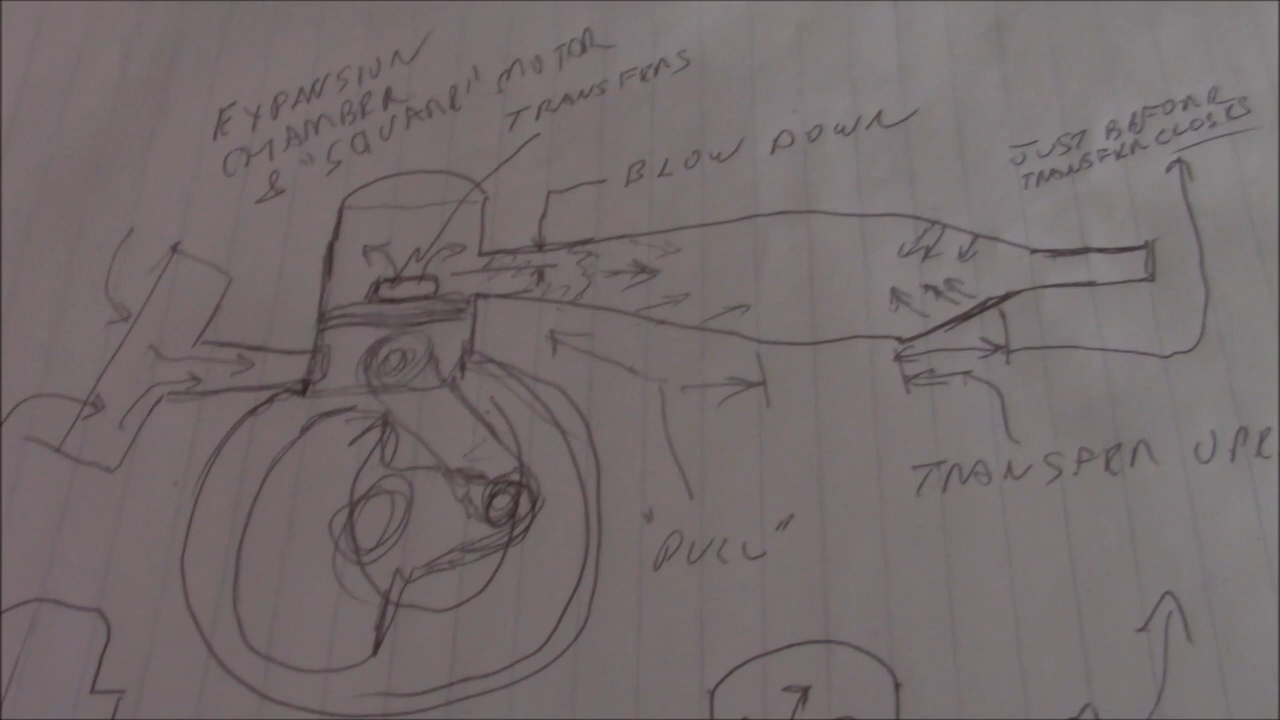 EXPANSION
CHAMBER
& "SQUARE" MOTOR
TRANSFERS
BLOW DOWN
JUST BEFORE
TRANSFER CLOSES
TRANSFER OPE
"PULL"